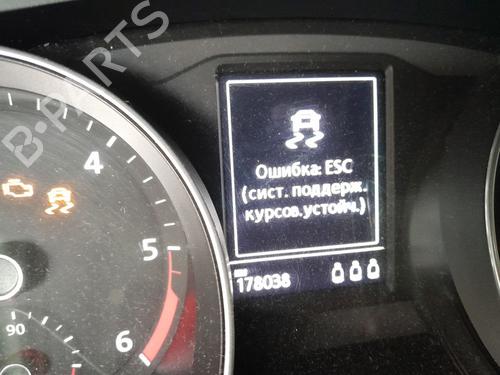 B-PARTS
4
5
6
90
Ошибка: ESC
(сист. поддерж.
курсов.устойч.)
178038